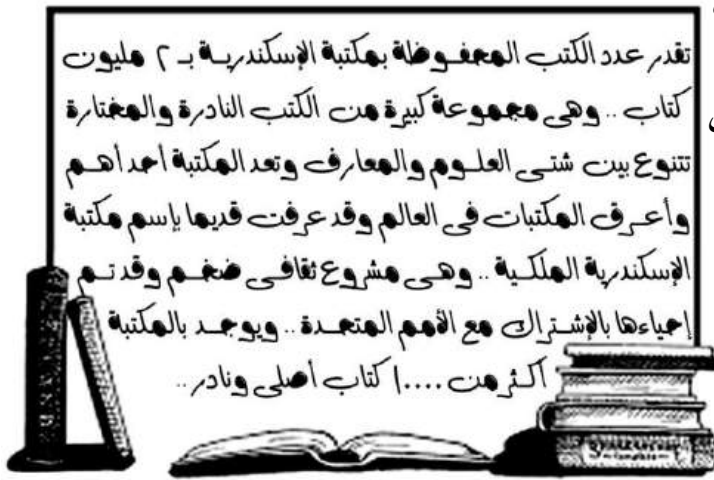 تقدر عدد الكتب المحفوظة بمكتبة الإسكندرية بـ ٢ مليون
كتاب .. وهى مجموعة كبيرة من الكتب النادرة والمختارة
تتنوع بين شتى العلوم والمعارف وتعد المكتبة أحد أهم
وأعرق المكتبات فى العالم وقد عرفت قديما بإسم مكتبة
الإسكندرية الملكية .. وهى مشروع ثقافى ضخم وقد تم
إحياءها بالإشتراك مع الأمم المتحدة .. ويوجد بالمكتبة
أكثر من ١٠٠٠٠ كتاب أصلى ونادر ..